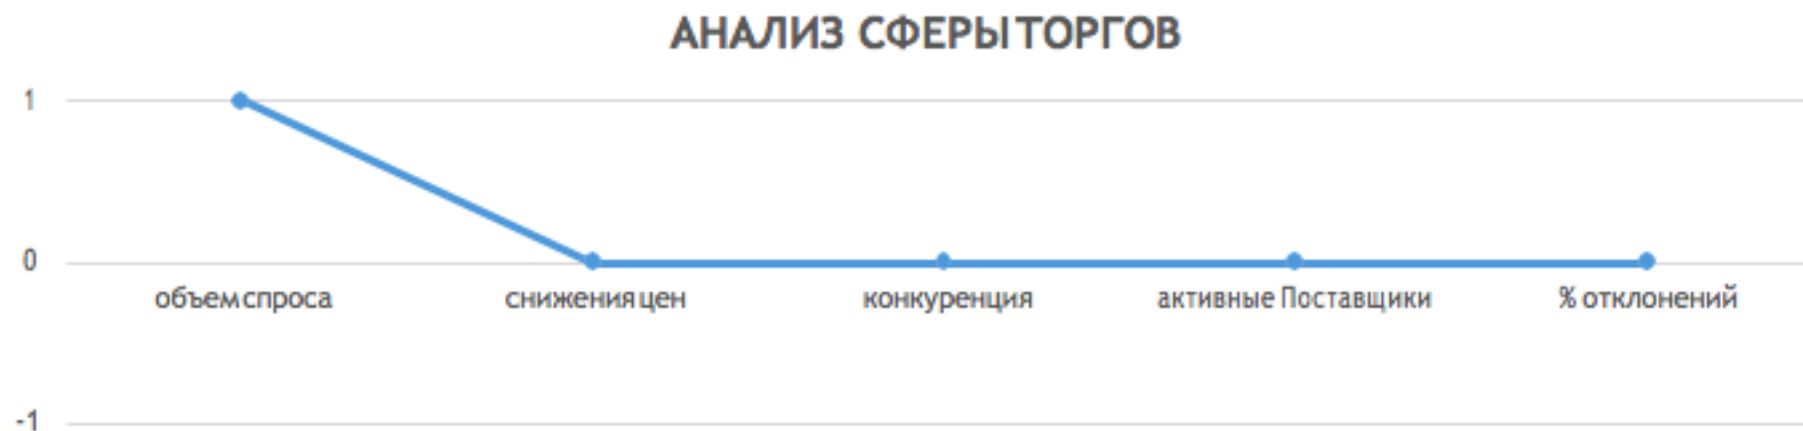 АНАЛИЗ СФЕРЫ ТОРГОВ
1
0
объем спроса снижения цен конкуренция активные Поставщики % отклонений
-1